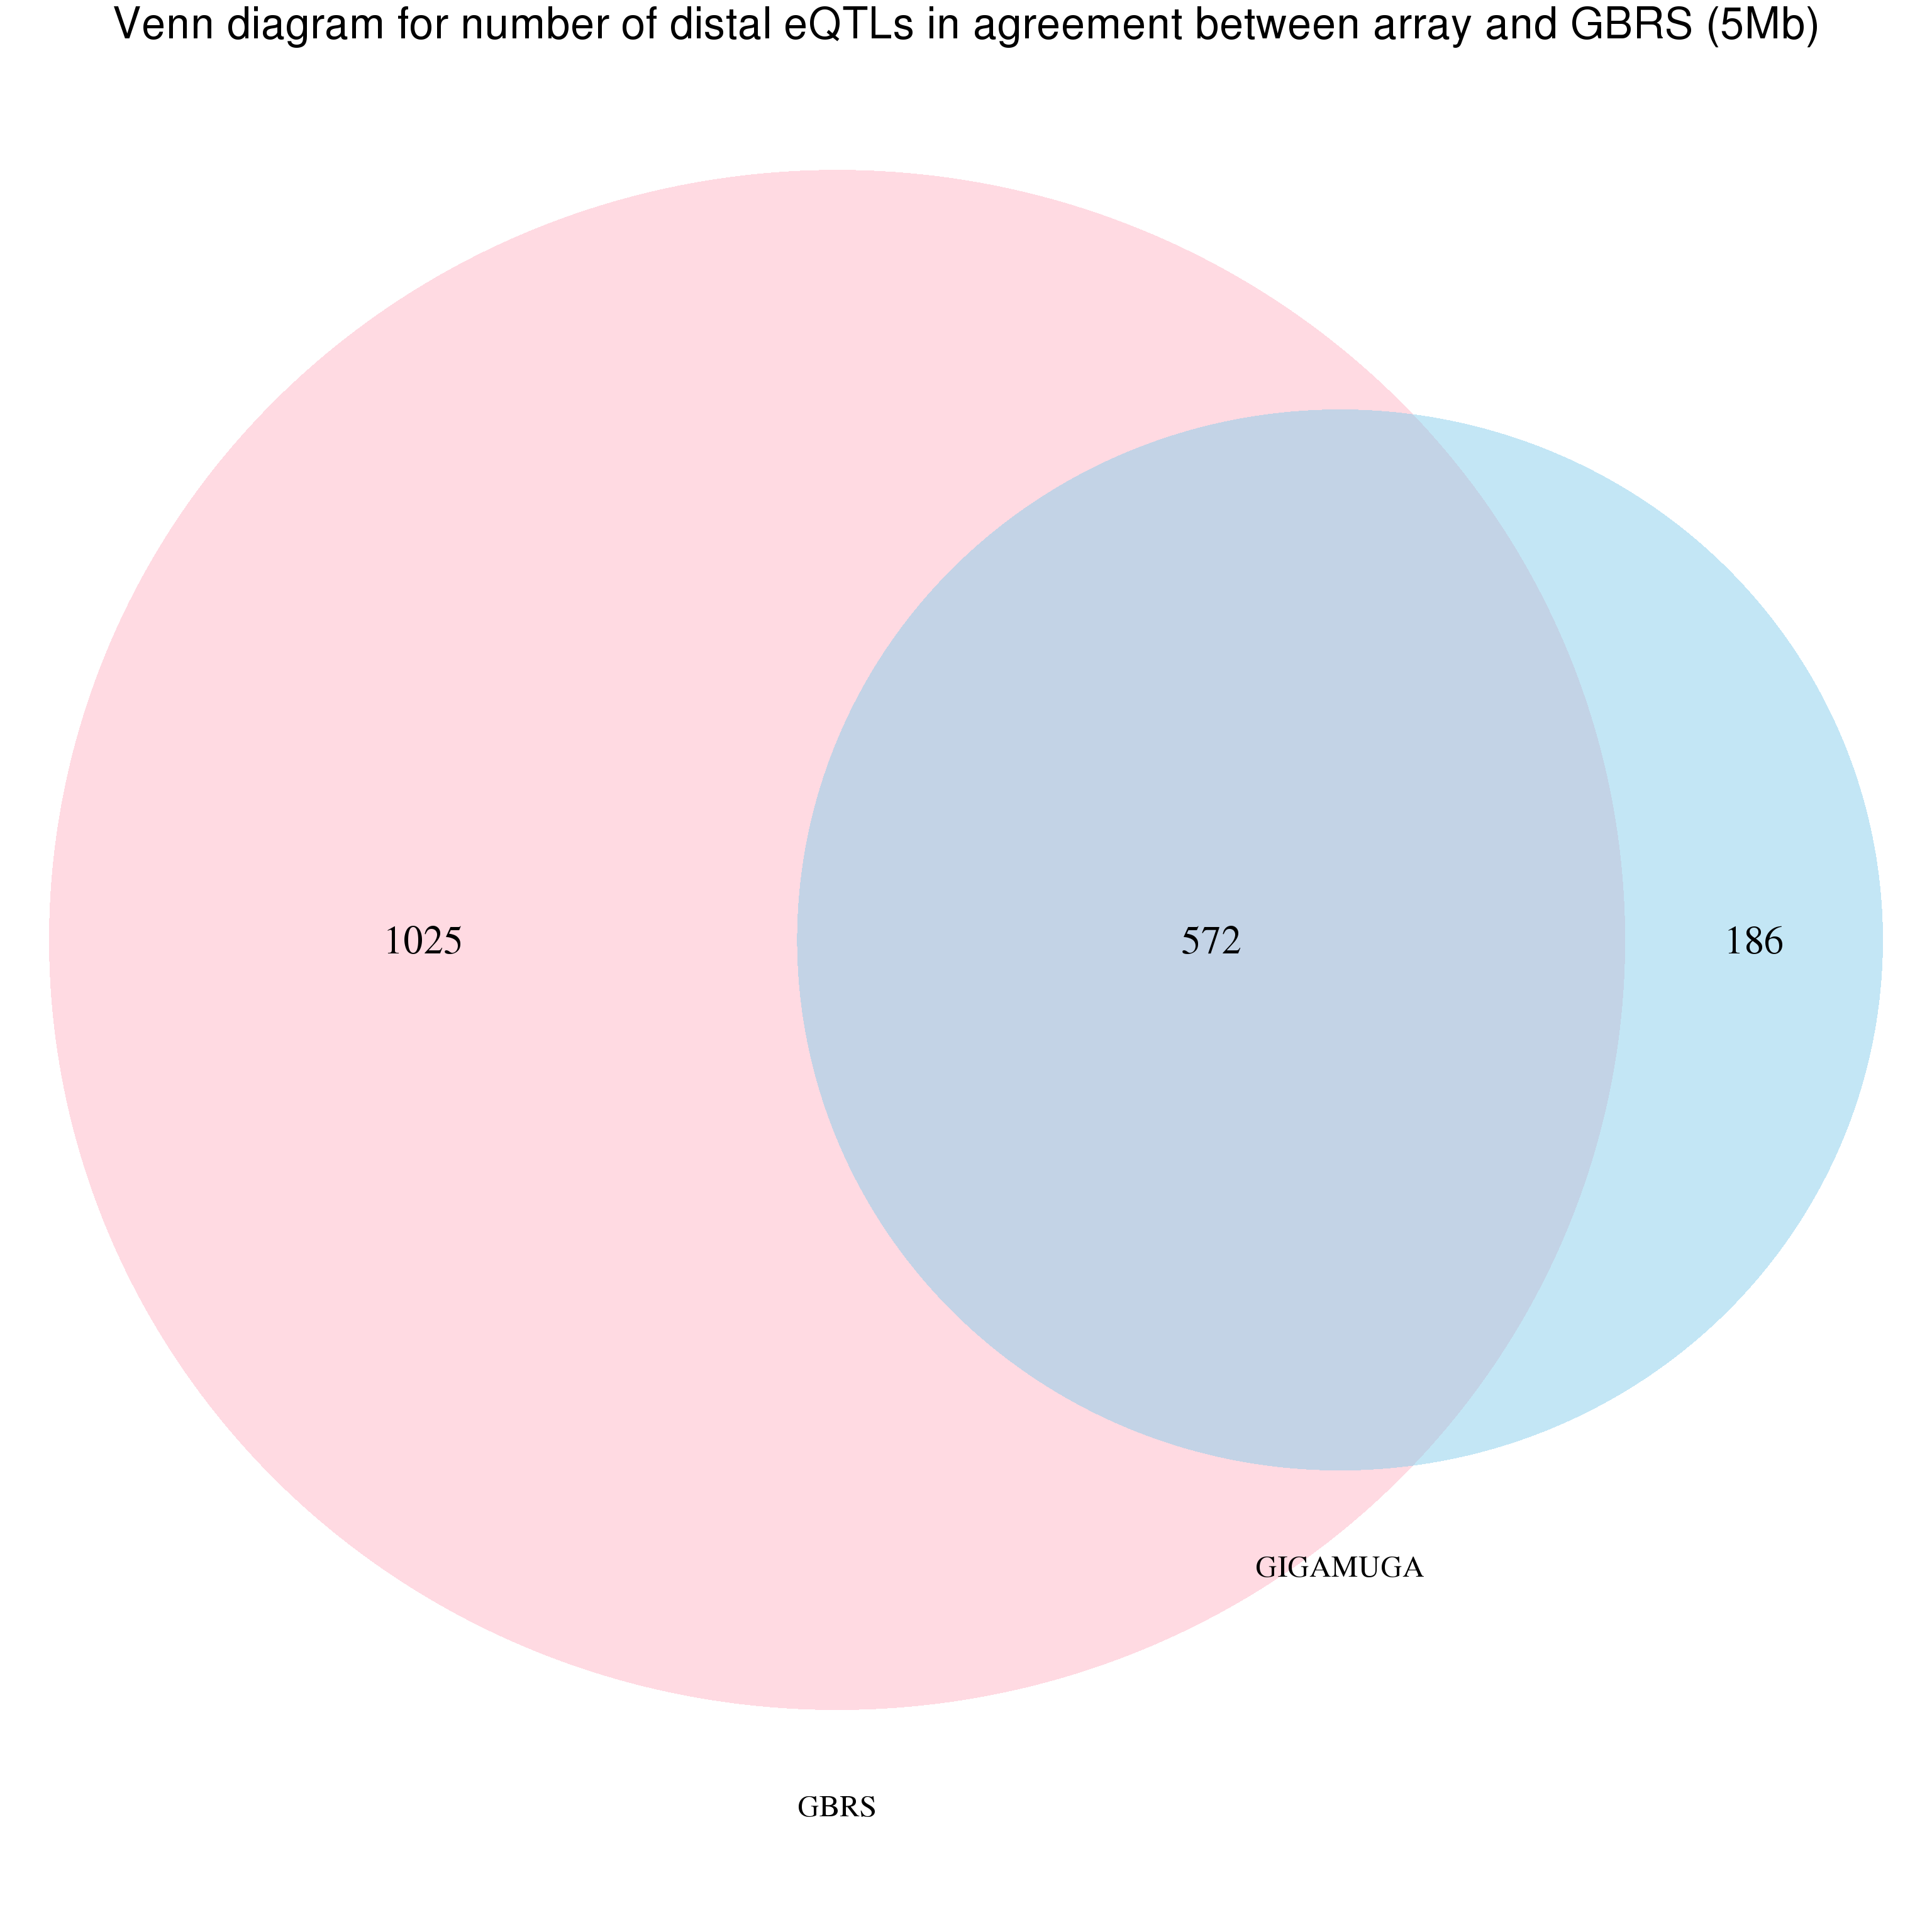 Venn diagram for number of distal eQTLs in agreement between array and GBRS (5Mb)
1025 572 186
GIGAMUGA
GBRS